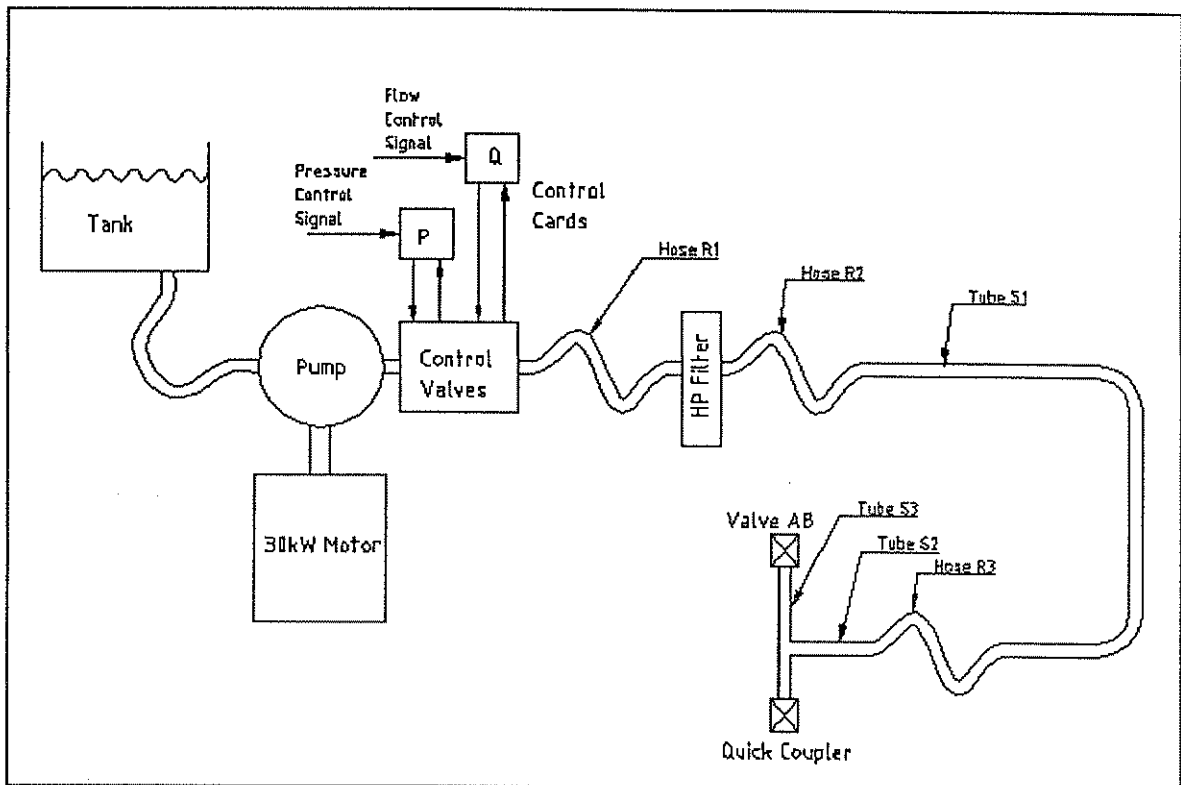 Flow
Control
Signal
Q
Pressure
Control
Signal
P
Control
Cards
Tank
Hose R1
Hose R2
Tube S1
Pump
Control
Valves
HP Filter
30kW Motor
Valve AB
Tube S3
Tube S2
Hose R3
Quick Coupler